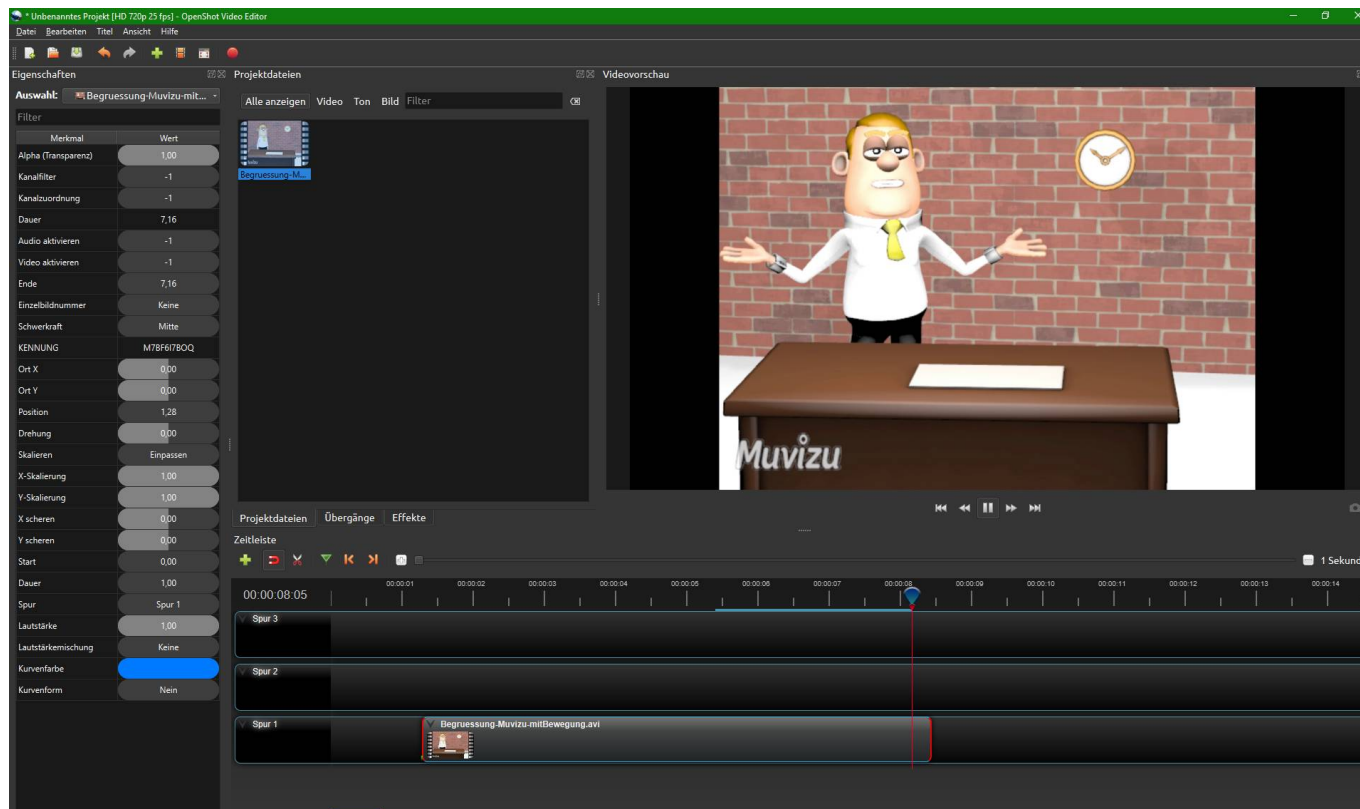 * Unbenanntes Projekt [HD 720p 25 fps] - OpenShot Video Editor
Datei Bearbeiten Titel Ansicht Hilfe
Eigenschaften
Auswahl: Begruessung-Muvizu-mit...
Filter
Merkmal Wert
Alpha (Transparenz) 1,00
Kanalfilter -1
Kanalzuordnung -1
Dauer 7,16
Audio aktivieren -1
Video aktivieren -1
Ende 7,16
Einzelbildnummer Keine
Schwerkraft Mitte
KENNUNG M7BF6I7BOQ
Ort X 0,00
Ort Y 0,00
Position 1,28
Drehung 0,00
Skalieren Einpassen
X-Skalierung 1,00
Y-Skalierung 1,00
X scheren 0,00
Y scheren 0,00
Start 0,00
Dauer 1,00
Spur Spur 1
Lautstärke 1,00
Lautstärkemischung Keine
Kurvenfarbe
Kurvenform Nein
Projektdateien
Alle anzeigen Video Ton Bild Filter
Begruessung-M...
Projektdateien Übergänge Effekte
Videovorschau
Muvizu
Zeitleiste
1 Sekund
00:00:08:05
00:00:01 00:00:02 00:00:03 00:00:04 00:00:05 00:00:06 00:00:07 00:00:08 00:00:09 00:00:10 00:00:11 00:00:12 00:00:13 00:00:14
Spur 3
Spur 2
Spur 1
Begruessung-Muvizu-mitBewegung.avi